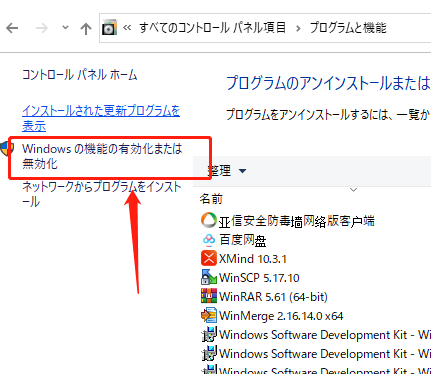 « すべてのコントロール パネル項目 › プログラムと機能
コントロール パネル ホーム
インストールされた更新プログラムを
表示
Windows の機能の有効化または
無効化
ネットワークからプログラムをインスト
ール
プログラムのアンインストールまたは
プログラムをアンインストールするには、一覧か
整理
名前
亚信安全防毒墙网络版客户端
百度网盘
XMind 10.3.1
WinSCP 5.17.10
WinRAR 5.61 (64-bit)
WinMerge 2.16.14.0 x64
Windows Software Development Kit - Wi
Windows Software Development Kit - Wi
Windows Software Development Kit - Wi